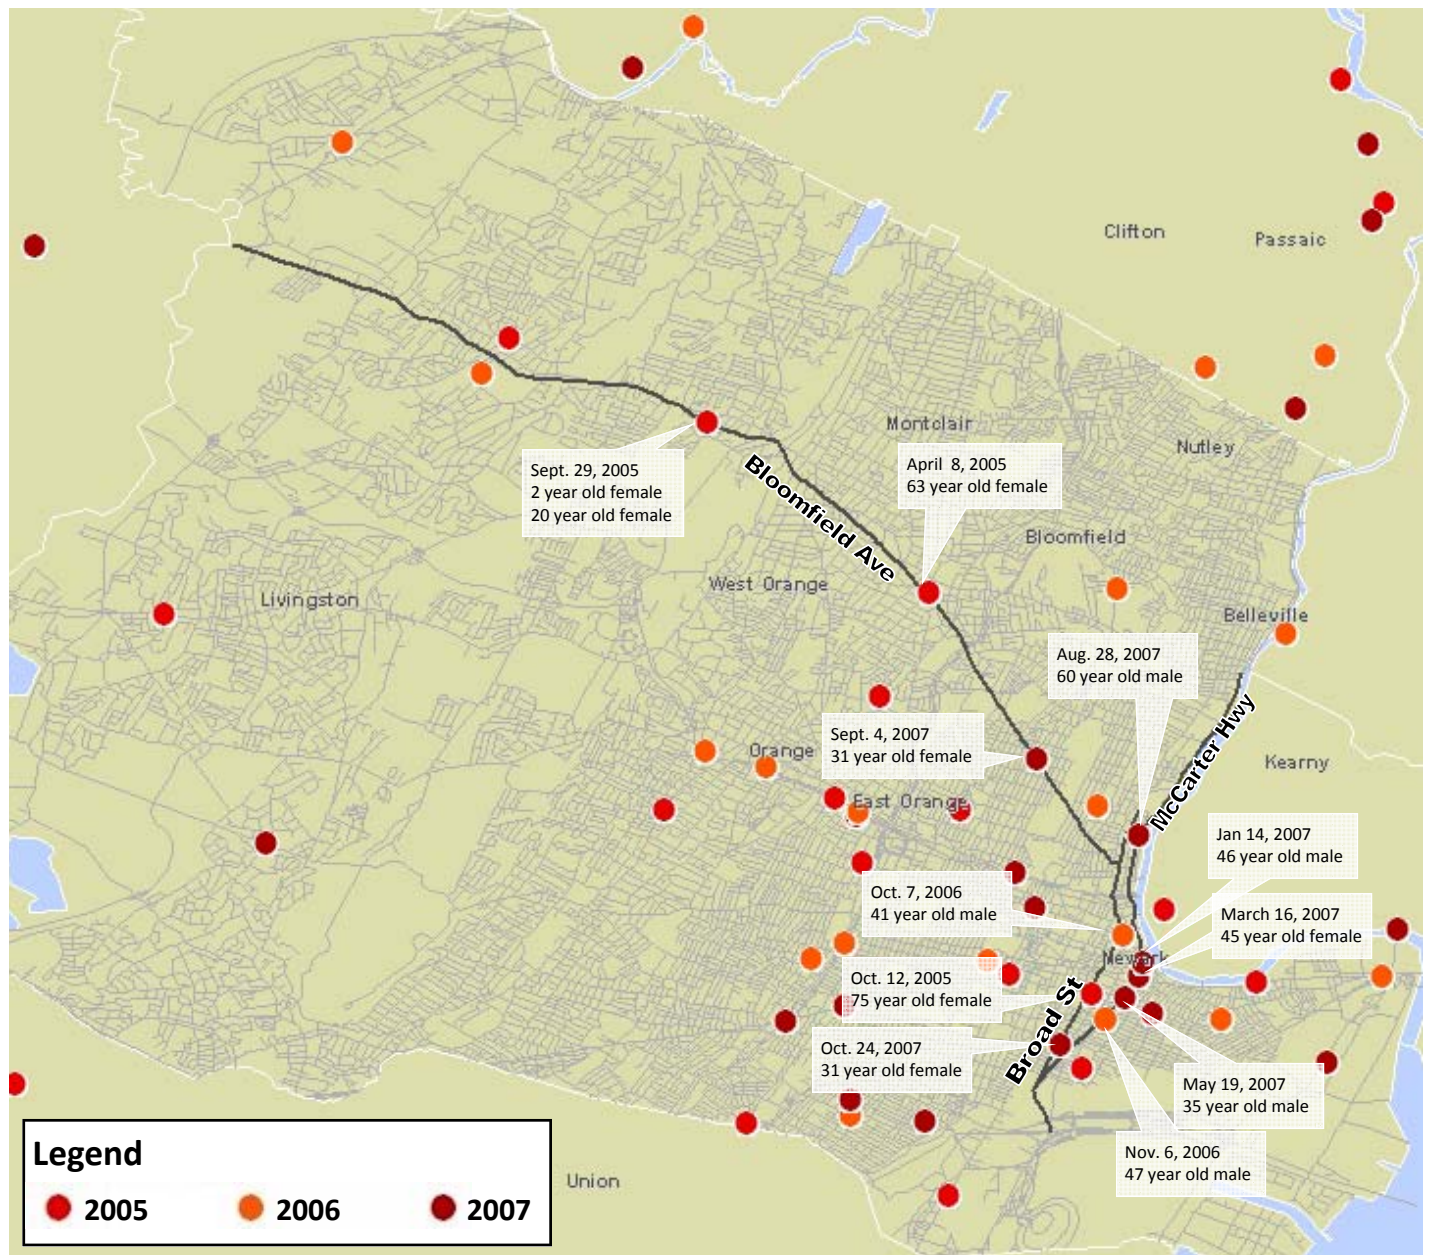 Clifton
Passaic
Montclair
Nutley
April 8, 2005
63 year old female
Sept. 29, 2005
2 year old female
20 year old female
Bloomfield Ave
Bloomfield
West Orange
Livingston
Belleville
Aug. 28, 2007
60 year old male
McCarter Hwy
Sept. 4, 2007
31 year old female
Orange
Kearny
East Orange
Jan 14, 2007
46 year old male
Oct. 7, 2006
41 year old male
March 16, 2007
45 year old female
Newark
Oct. 12, 2005
75 year old female
Broad St
Oct. 24, 2007
31 year old female
May 19, 2007
35 year old male
Nov. 6, 2006
47 year old male
Union
Legend
2005
2006
2007